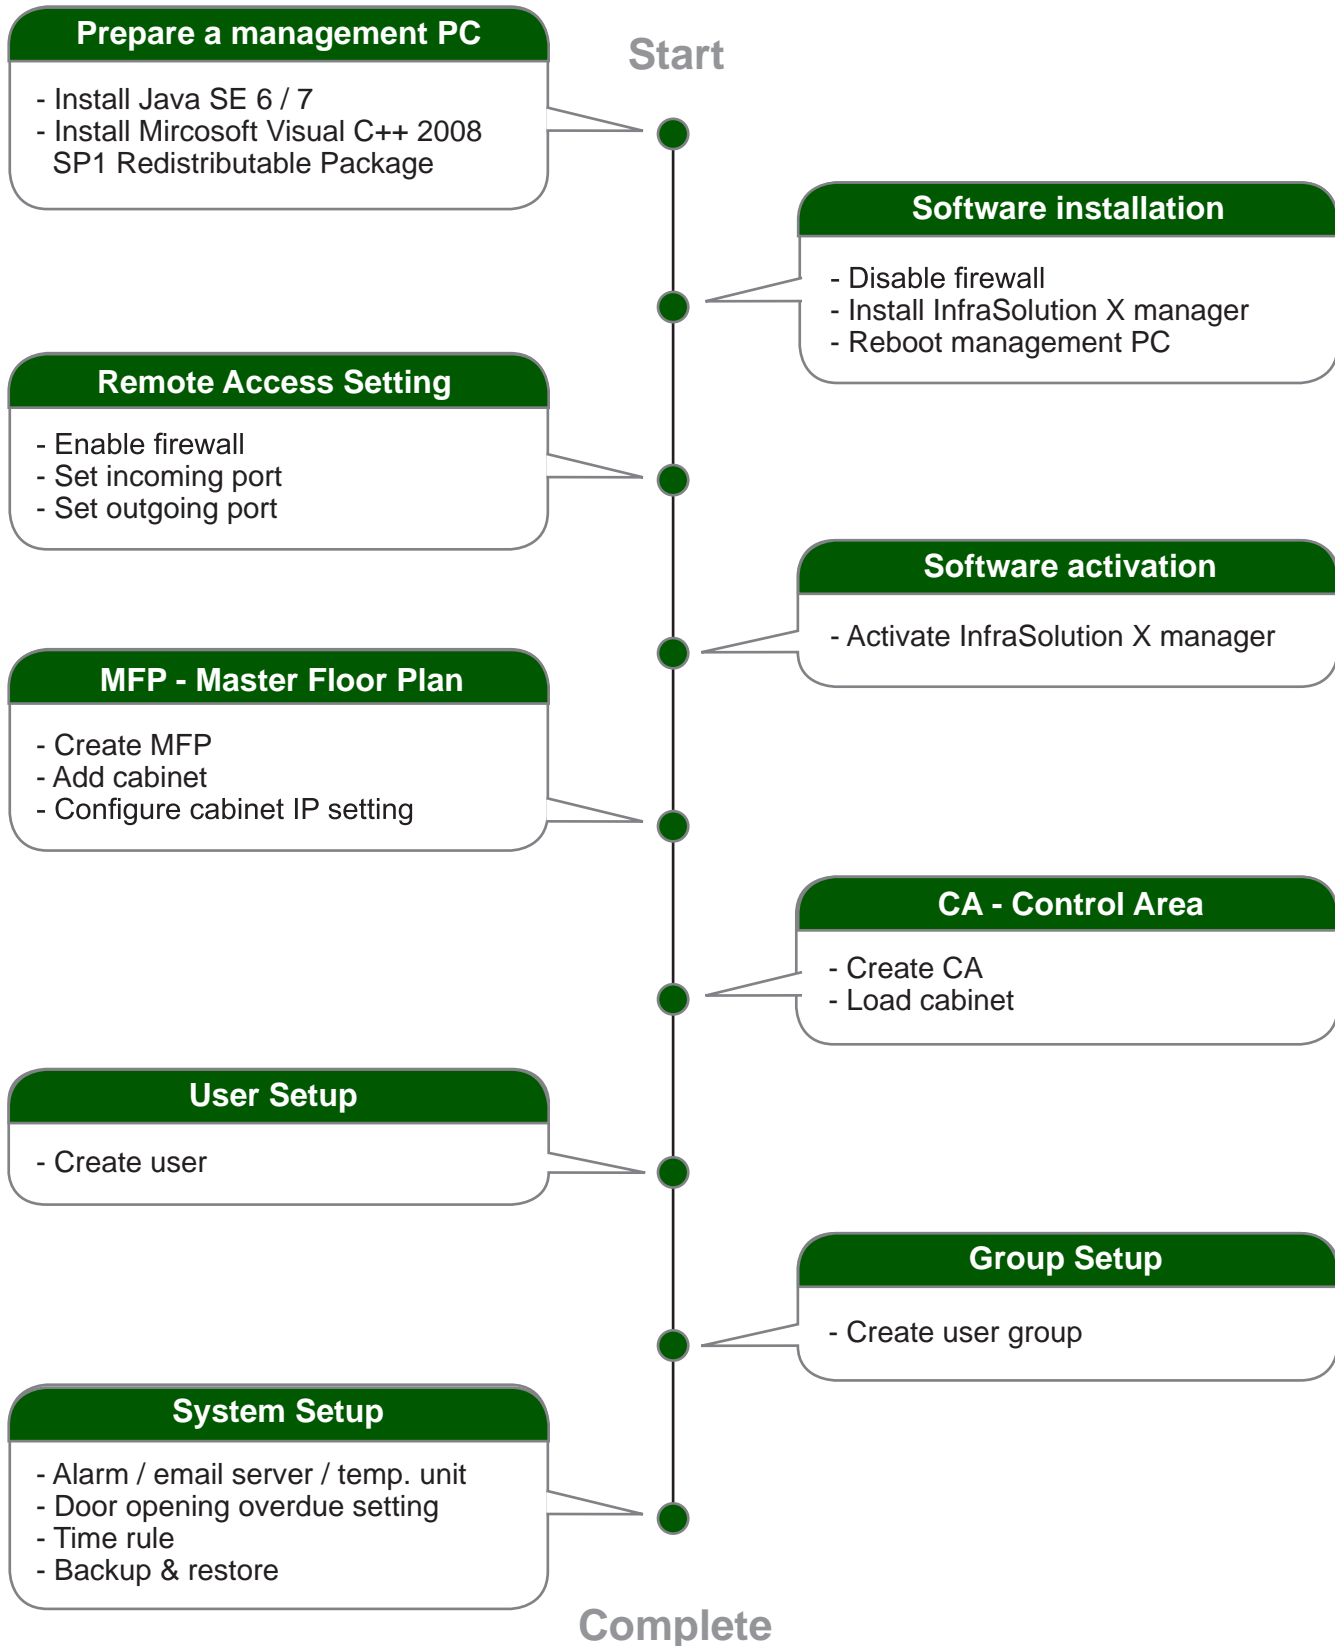 Start
Prepare a management PC
- Install Java SE 6 / 7
- Install Mircosoft Visual C++ 2008
SP1 Redistributable Package
Software installation
- Disable firewall
- Install InfraSolution X manager
- Reboot management PC
Remote Access Setting
- Enable firewall
- Set incoming port
- Set outgoing port
Software activation
- Activate InfraSolution X manager
MFP - Master Floor Plan
- Create MFP
- Add cabinet
- Configure cabinet IP setting
CA - Control Area
- Create CA
- Load cabinet
User Setup
- Create user
Group Setup
- Create user group
System Setup
- Alarm / email server / temp. unit
- Door opening overdue setting
- Time rule
- Backup & restore
Complete